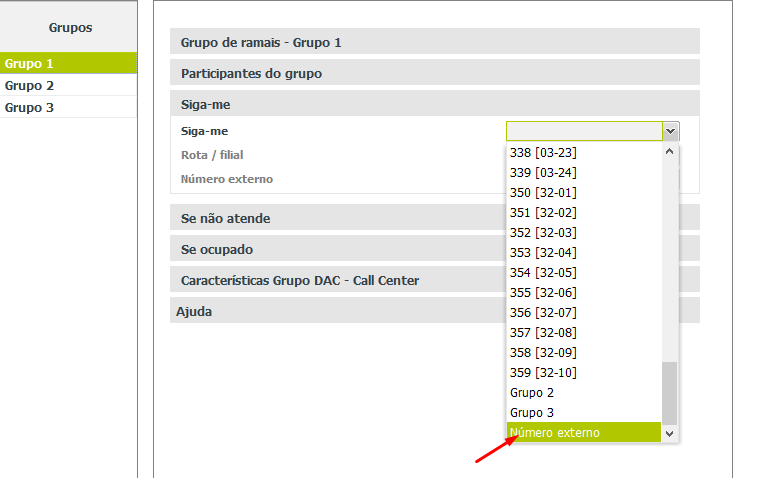 Grupos
Grupo 1
Grupo 2
Grupo 3
Grupo de ramais - Grupo 1
Participantes do grupo
Siga-me
Siga-me
Rota / filial
Número externo
338 [03-23]
339 [03-24]
350 [32-01]
351 [32-02]
352 [32-03]
353 [32-04]
354 [32-05]
355 [32-06]
356 [32-07]
357 [32-08]
358 [32-09]
359 [32-10]
Grupo 2
Grupo 3
Número externo
Se não atende
Se ocupado
Características Grupo DAC - Call Center
Ajuda